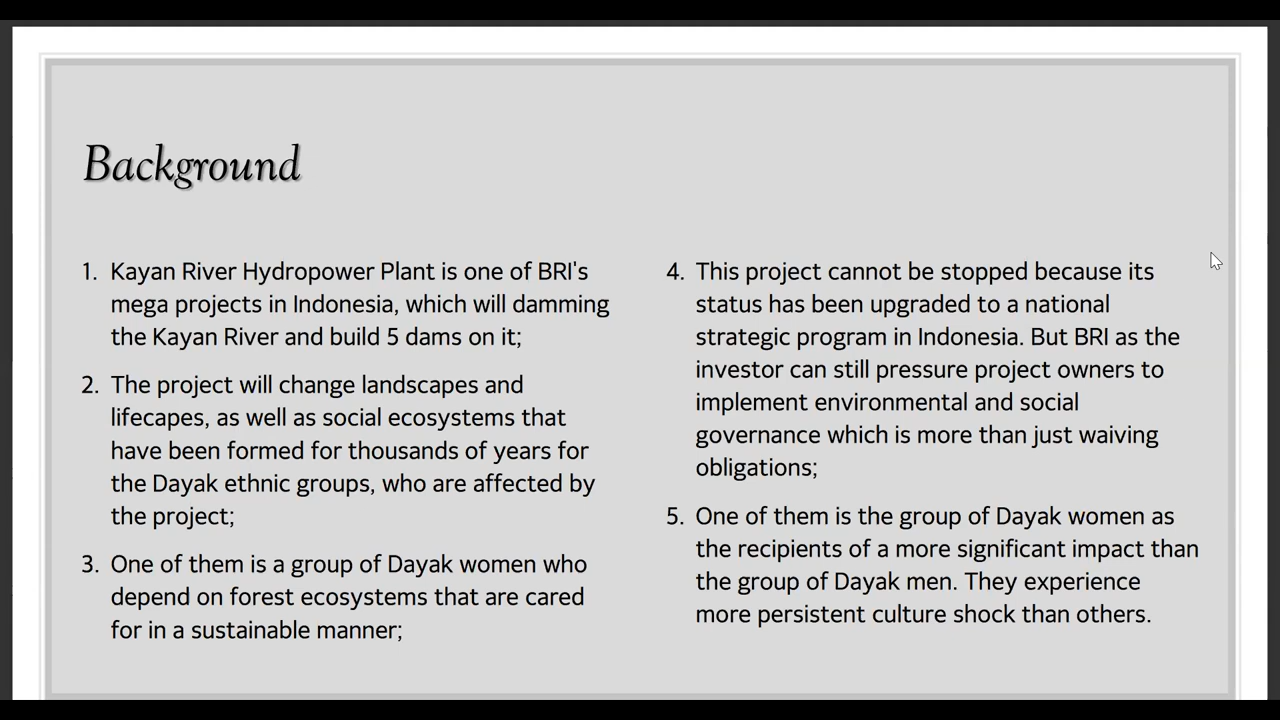 Background
1. Kayan River Hydropower Plant is one of BRI's
mega projects in Indonesia, which will damming
the Kayan River and build 5 dams on it;
2. The project will change landscapes and
lifecapes, as well as social ecosystems that
have been formed for thousands of years for
the Dayak ethnic groups, who are affected by
the project;
3. One of them is a group of Dayak women who
depend on forest ecosystems that are cared
for in a sustainable manner;
4. This project cannot be stopped because its
status has been upgraded to a national
strategic program in Indonesia. But BRI as the
investor can still pressure project owners to
implement environmental and social
governance which is more than just waiving
obligations;
5. One of them is the group of Dayak women as
the recipients of a more significant impact than
the group of Dayak men. They experience
more persistent culture shock than others.